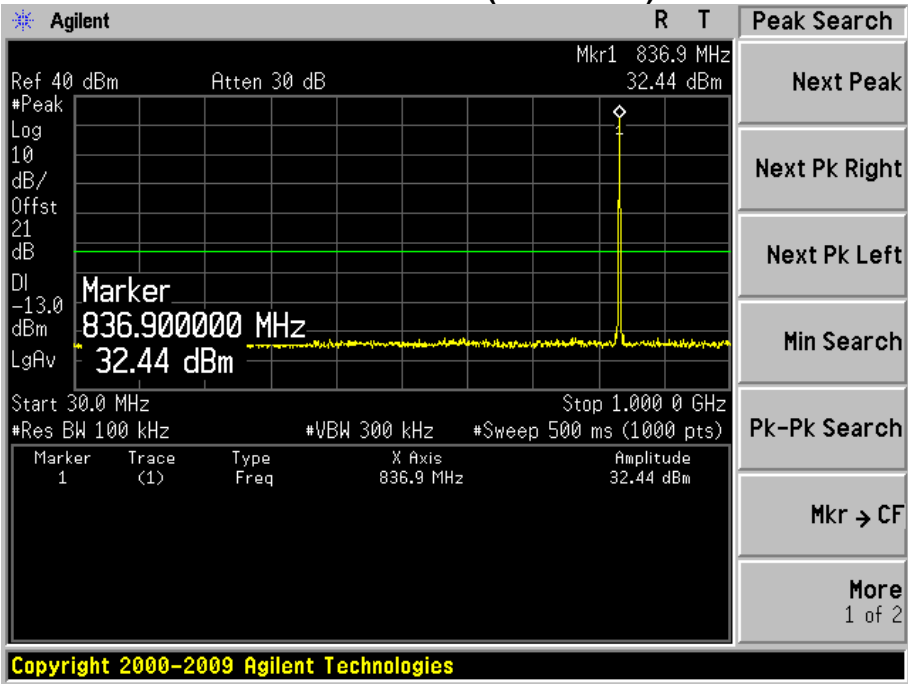 Agilent R T Peak Search
Mkr1 836.9 MHz
Ref 40 dBm Atten 30 dB 32.44 dBm
Next Peak
#Peak
Log
10
dB/
Offst
21
dB
DI
-13.0
dBm
LgAv
1
Marker
836.900000 MHz
32.44 dBm
Next Pk Right
Next Pk Left
Min Search
Start 30.0 MHz Stop 1.000 0 GHz
#Res BW 100 kHz #VBW 300 kHz #Sweep 500 ms (1000 pts)
Pk-Pk Search
Marker Trace Type X Axis Amplitude
1 (1) Freq 836.9 MHz 32.44 dBm
Mkr → CF
More
1 of 2
Copyright 2000-2009 Agilent Technologies